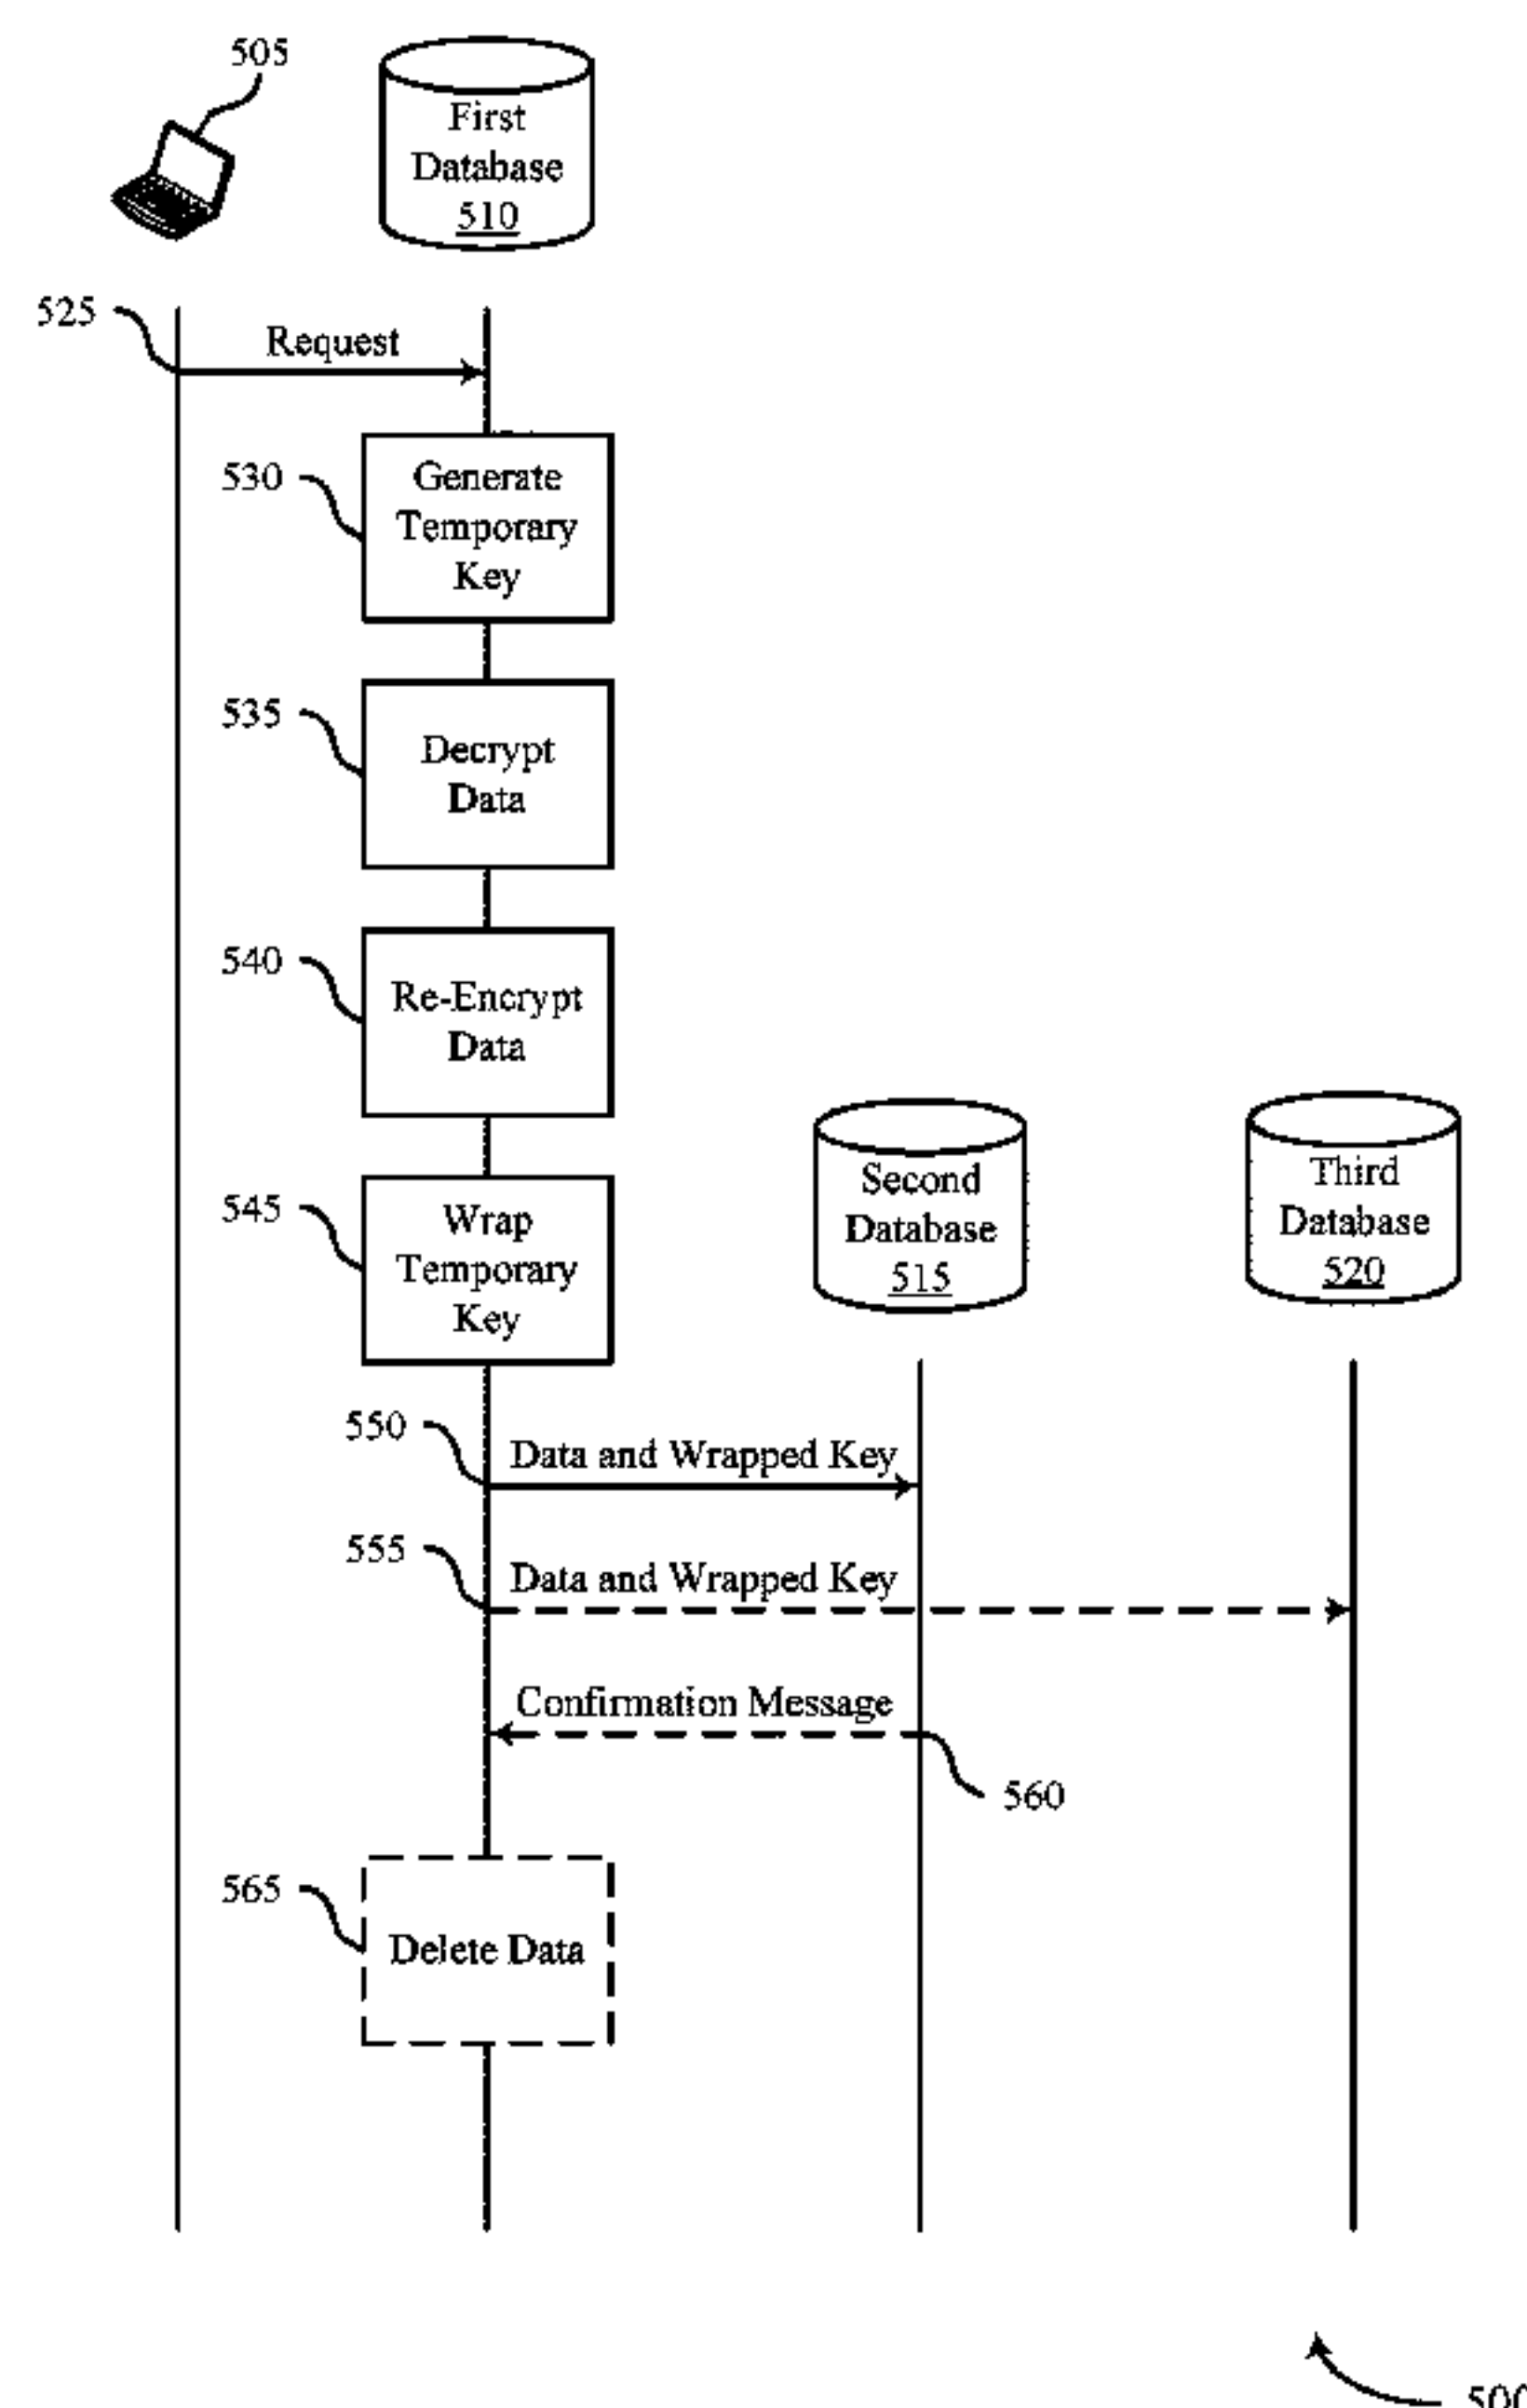 505
First
Database
510
525
Request
530
Generate
Temporary
Key
535
Decrypt
Data
540
Re-Encrypt
Data
545
Wrap
Temporary
Key
Second
Database
515
Third
Database
520
550
Data and Wrapped Key
555
Data and Wrapped Key
Confirmation Message
560
565
Delete Data
500